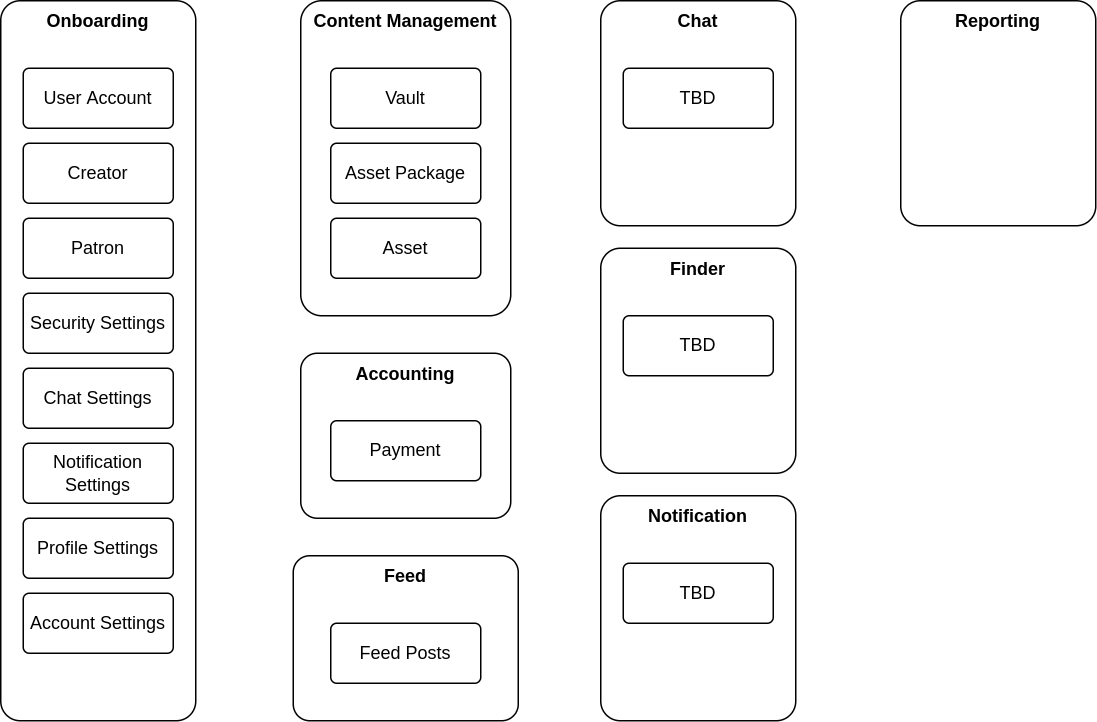 Onboarding
User Account
Creator
Patron
Security Settings
Chat Settings
Notification
Settings
Profile Settings
Account Settings
Content Management
Vault
Asset Package
Asset
Accounting
Payment
Feed
Feed Posts
Chat
TBD
Finder
TBD
Notification
TBD
Reporting